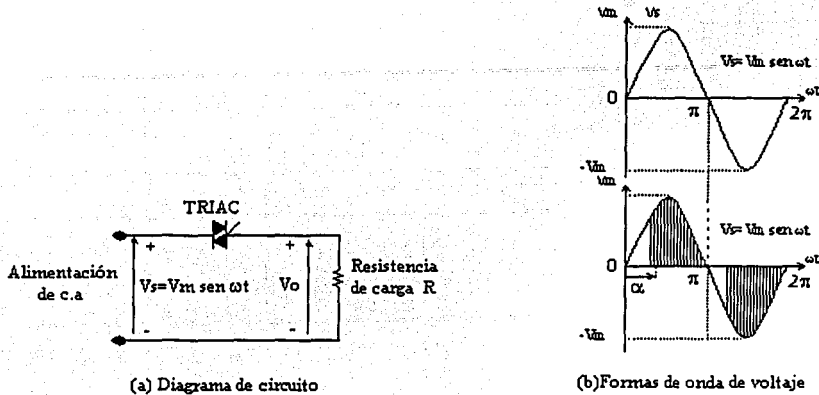 TRIAC
+
+
Alimentación
de c.a
Vs=Vm sen ωt
Vo
Resistencia
de carga R
-
-
(a) Diagrama de circuito
Vm
Vs
Vs=Vm sen ωt
0
π
2π
ωt
-Vm
Vm
Vs=Vm sen ωt
0
α
π
2π
ωt
-Vm
(b)Formas de onda de voltaje